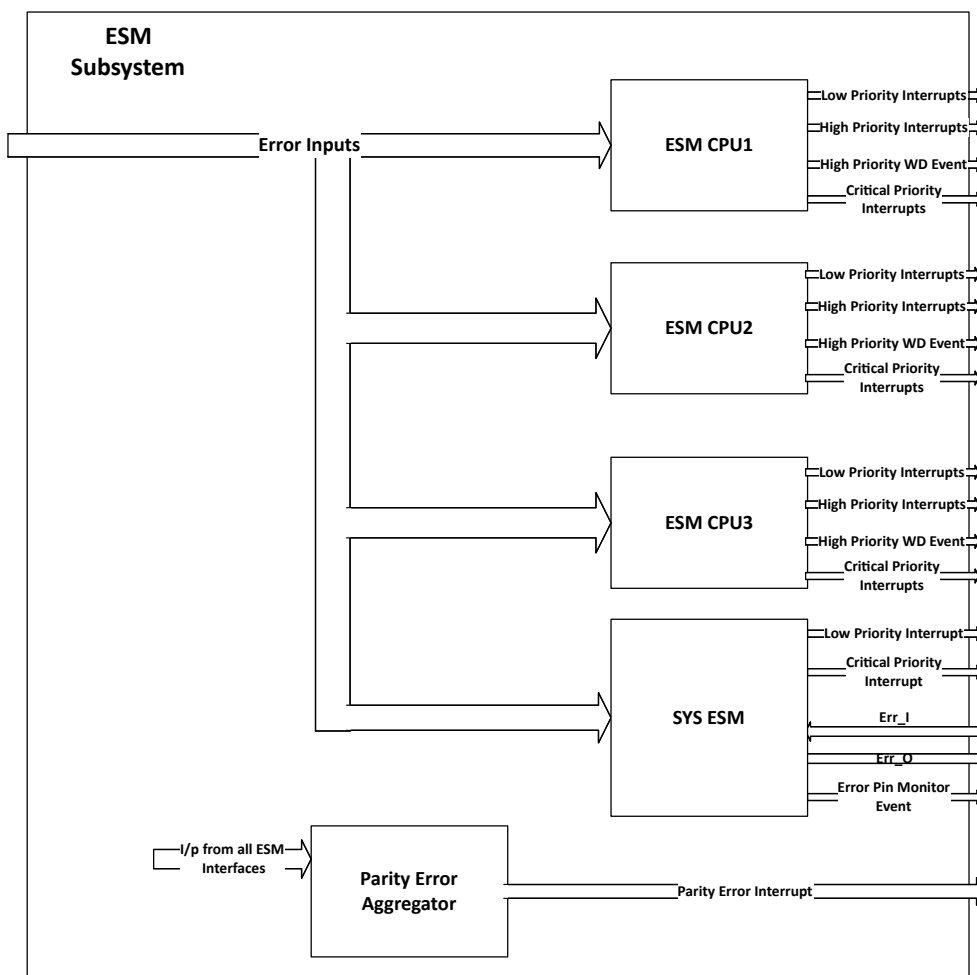 ESM
Subsystem
Error Inputs
ESM CPU1
Low Priority Interrupts
High Priority Interrupts
High Priority WD Event
Critical Priority
Interrupts
ESM CPU2
Low Priority Interrupts
High Priority Interrupts
High Priority WD Event
Critical Priority
Interrupts
ESM CPU3
Low Priority Interrupts
High Priority Interrupts
High Priority WD Event
Critical Priority
Interrupts
SYS ESM
Low Priority Interrupt
Critical Priority
Interrupt
Err_I
Err_O
Error Pin Monitor
Event
I/p from all ESM
Interfaces
Parity Error
Aggregator
Parity Error Interrupt